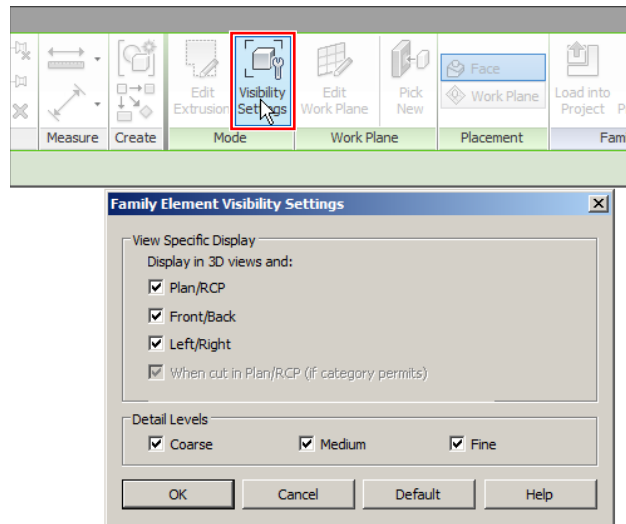 Edit Extrusion
Visibility Settings
Edit Work Plane
Pick New
Face
Work Plane
Load into Project
Measure
Create
Mode
Work Plane
Placement
Family Element Visibility Settings
View Specific Display
Display in 3D views and:
Plan/RCP
Front/Back
Left/Right
When cut in Plan/RCP (if category permits)
Detail Levels
Coarse Medium Fine
OK Cancel Default Help